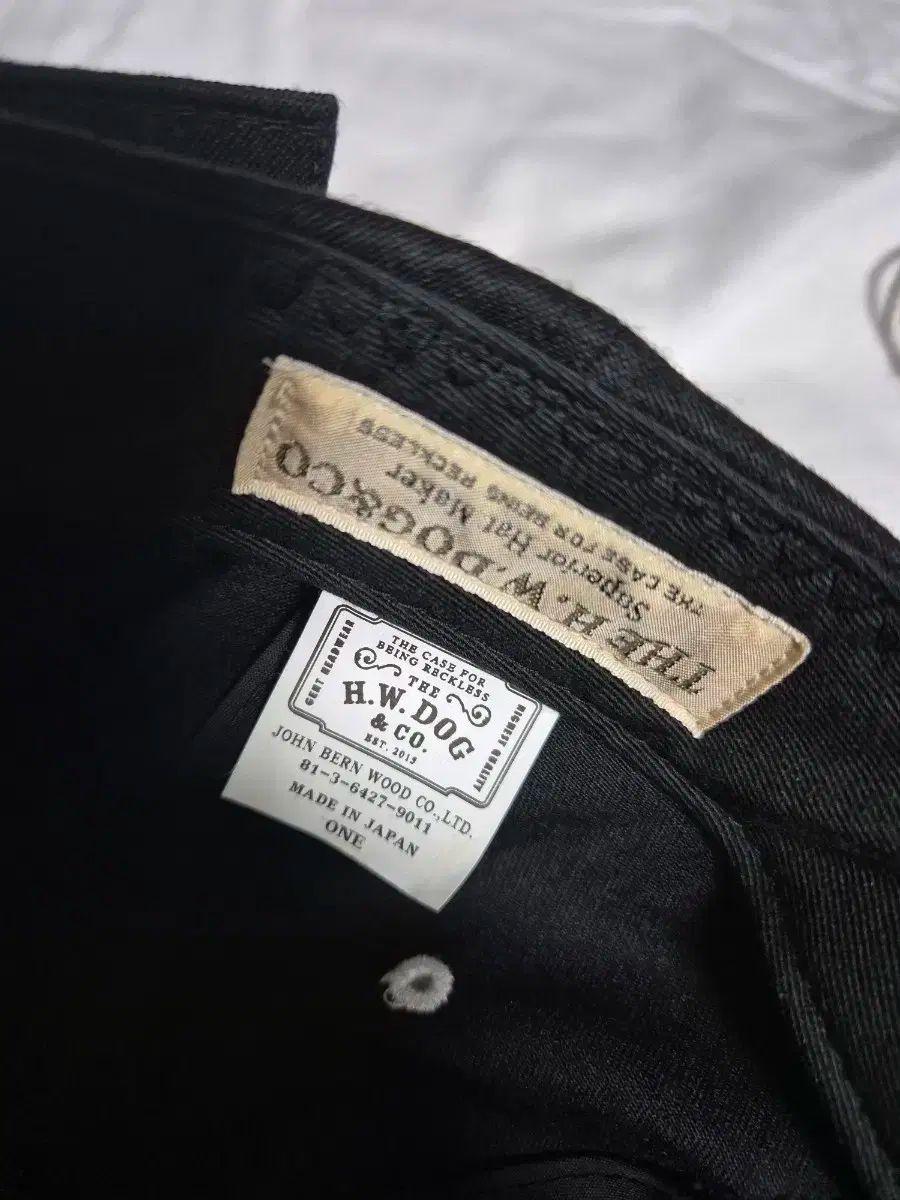 THE H.W.DOG&CO
Superior Hat Maker
THE CASE FOR BEING RECKLESS
THE CASE FOR
BEING RECKLESS
THE
H.W.DOG
& CO.
EST. 2015
GENT HEADWEAR
HIGHEST QUALITY
JOHN BERN WOOD CO.,LTD.
81-3-6427-9011
MADE IN JAPAN
ONE